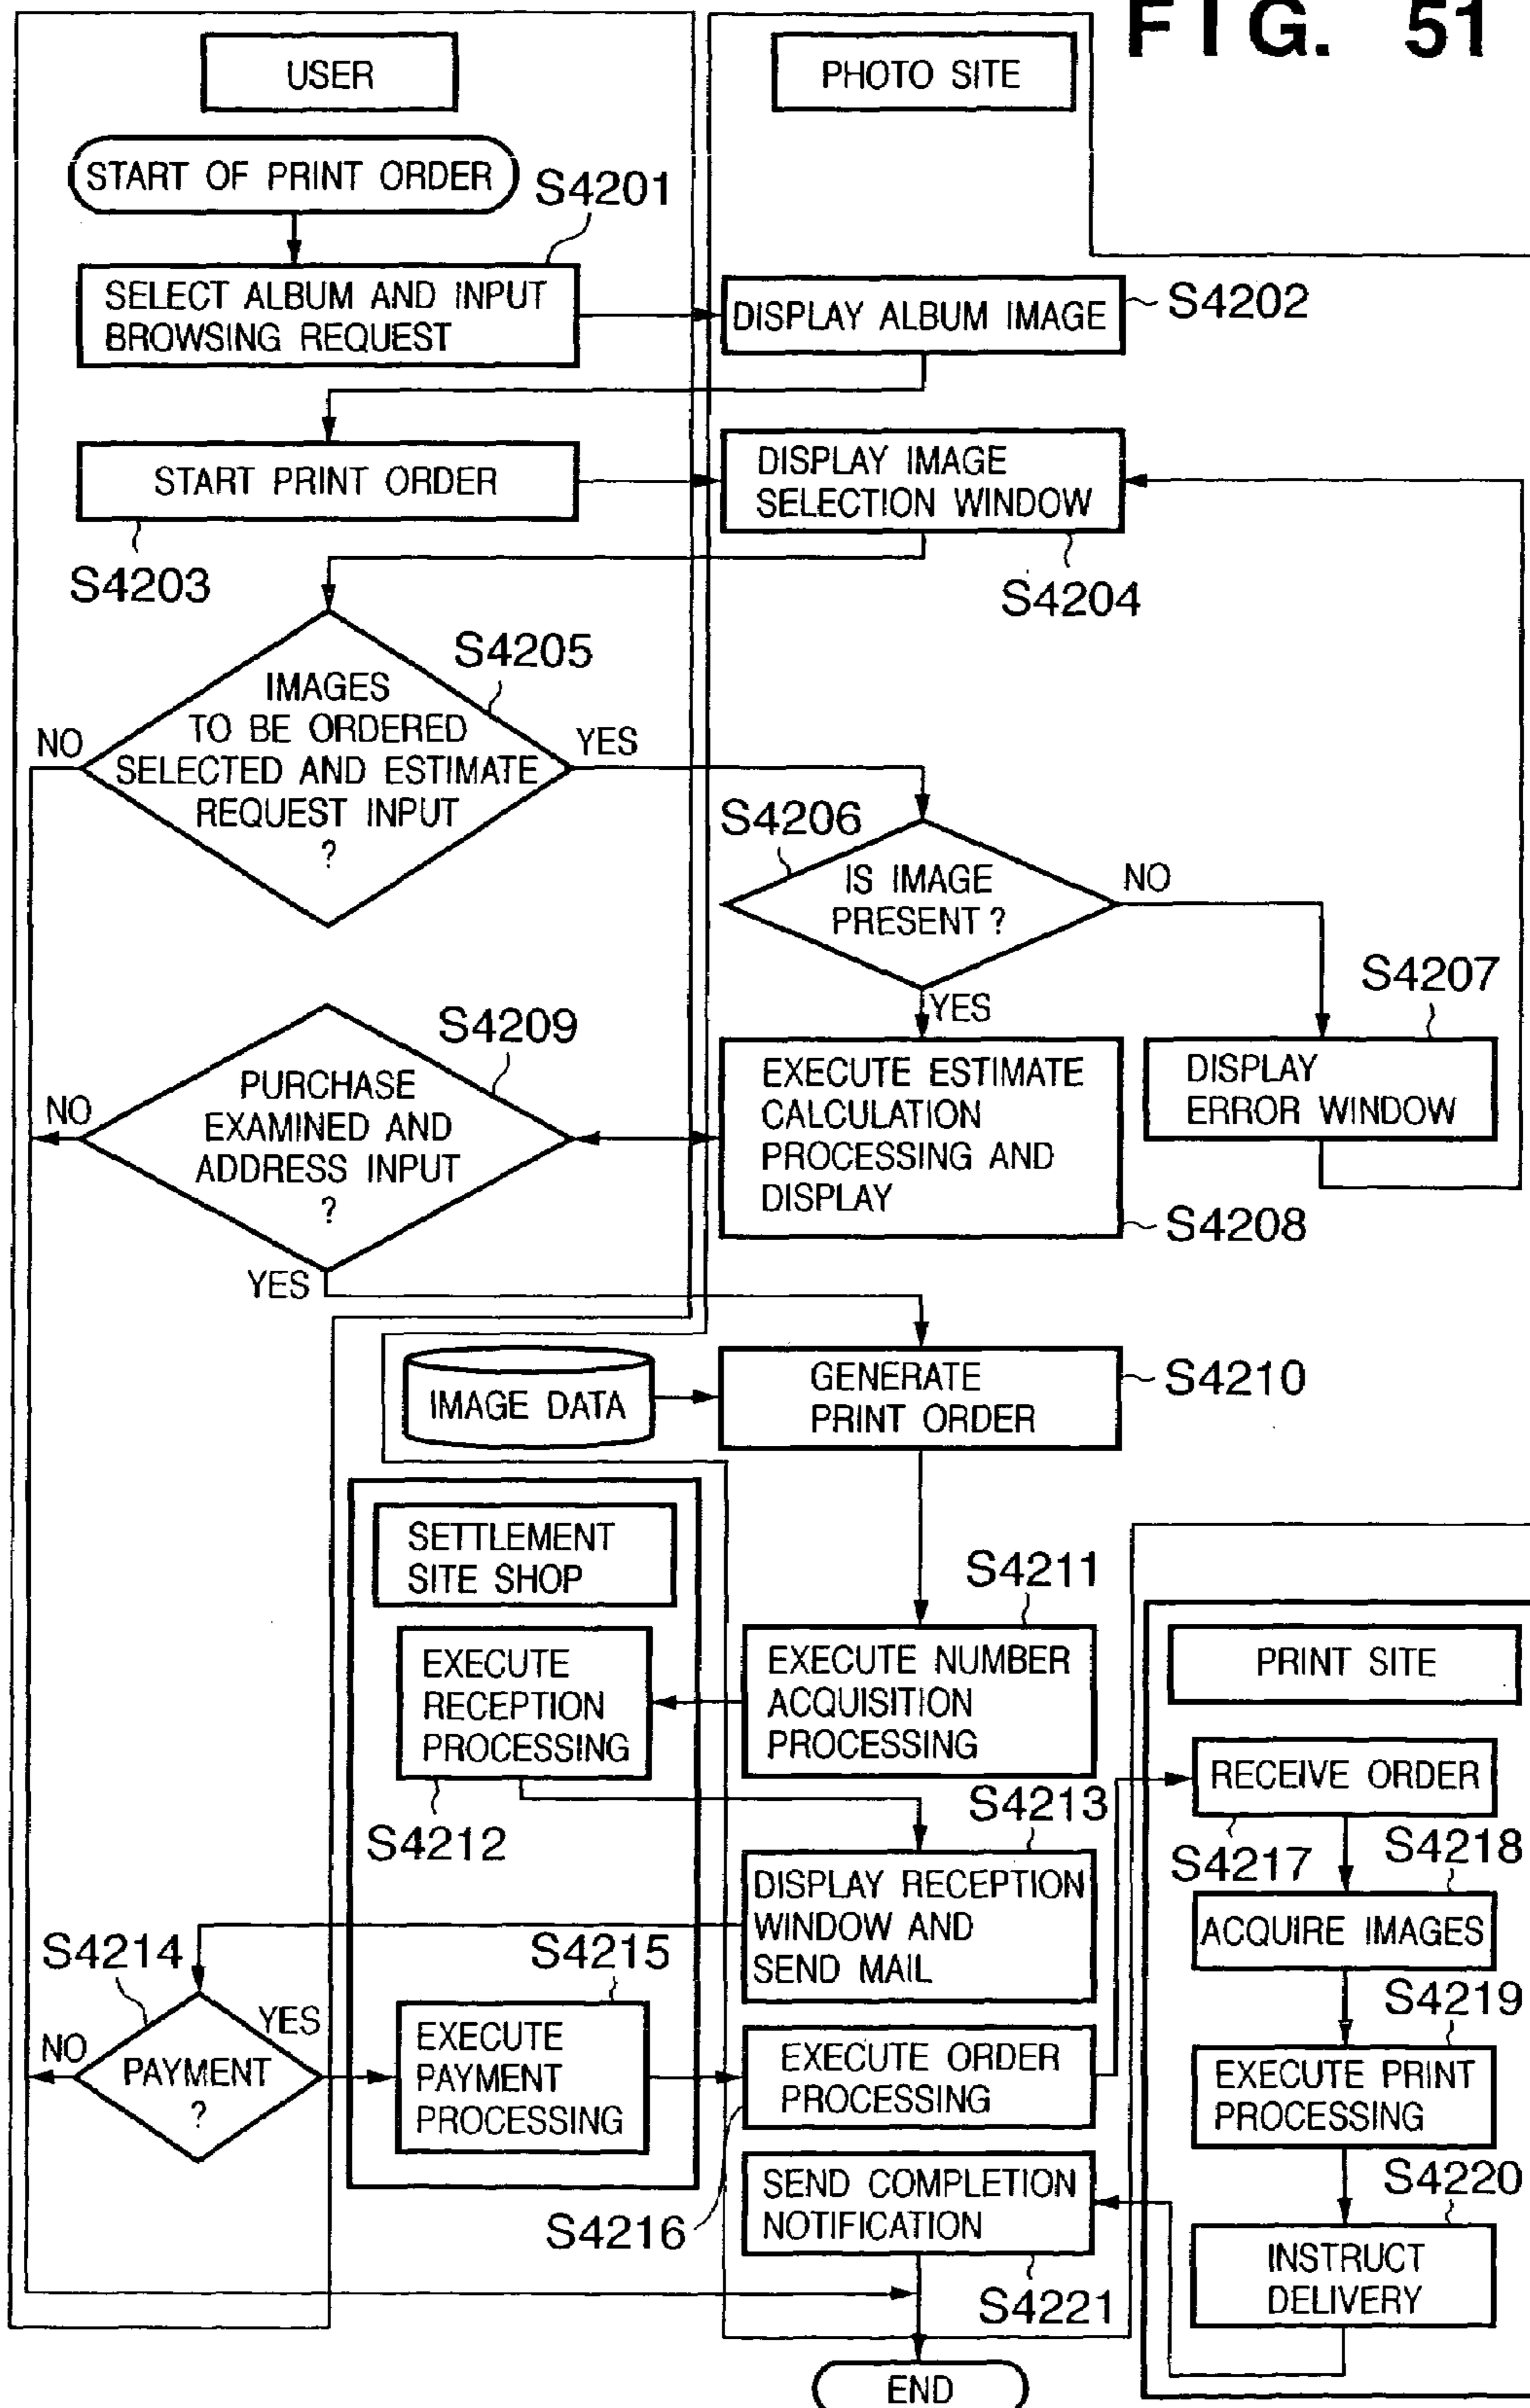 FIG. 51
USER
PHOTO SITE
START OF PRINT ORDER
S4201
SELECT ALBUM AND INPUT
BROWSING REQUEST
DISPLAY ALBUM IMAGE
S4202
START PRINT ORDER
S4203
DISPLAY IMAGE
SELECTION WINDOW
S4204
S4205
IMAGES
TO BE ORDERED
SELECTED AND ESTIMATE
REQUEST INPUT
?
NO
YES
S4206
IS IMAGE
PRESENT ?
NO
YES
S4207
DISPLAY
ERROR WINDOW
EXECUTE ESTIMATE
CALCULATION
PROCESSING AND
DISPLAY
S4208
S4209
PURCHASE
EXAMINED AND
ADDRESS INPUT
?
NO
YES
IMAGE DATA
GENERATE
PRINT ORDER
S4210
SETTLEMENT
SITE SHOP
S4211
EXECUTE NUMBER
ACQUISITION
PROCESSING
EXECUTE
RECEPTION
PROCESSING
S4212
S4213
DISPLAY RECEPTION
WINDOW AND
SEND MAIL
S4214
PAYMENT
?
NO
YES
S4215
EXECUTE
PAYMENT
PROCESSING
EXECUTE ORDER
PROCESSING
S4216
PRINT SITE
RECEIVE ORDER
S4217
S4218
ACQUIRE IMAGES
S4219
EXECUTE PRINT
PROCESSING
S4220
INSTRUCT
DELIVERY
SEND COMPLETION
NOTIFICATION
S4221
END